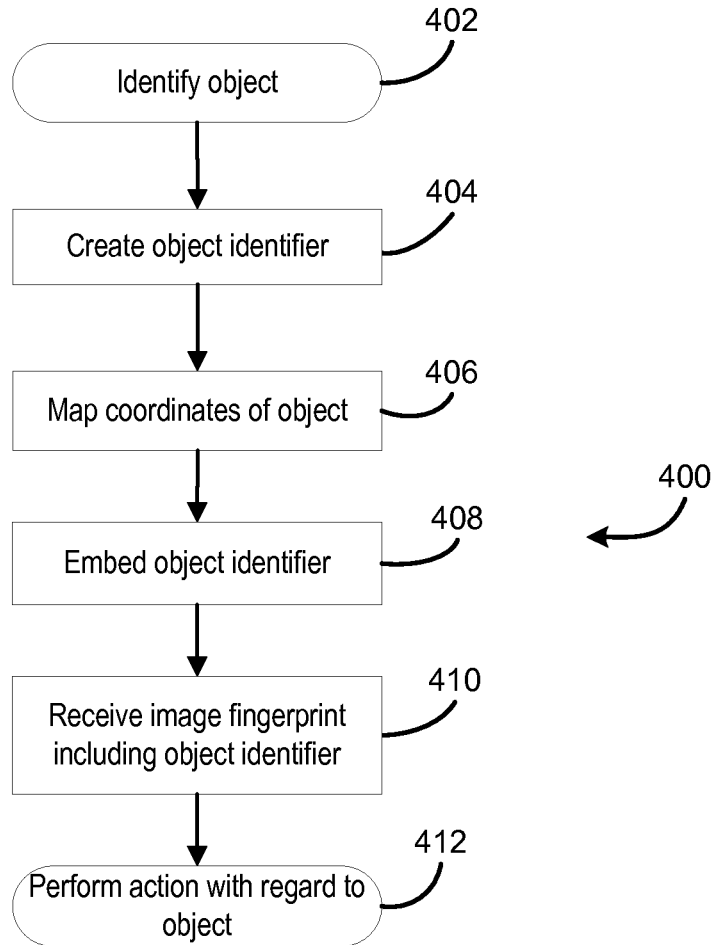 402
Identify object
404
Create object identifier
406
Map coordinates of object
400
408
Embed object identifier
410
Receive image fingerprint
including object identifier
412
Perform action with regard to
object